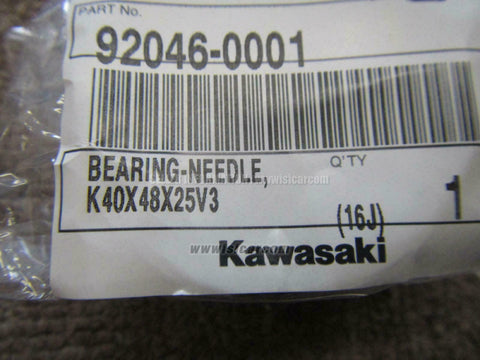 PART No.
92046-0001
BEARING-NEEDLE,
Q'TY
K40X48X25V3
1
(16J)
Kawasaki